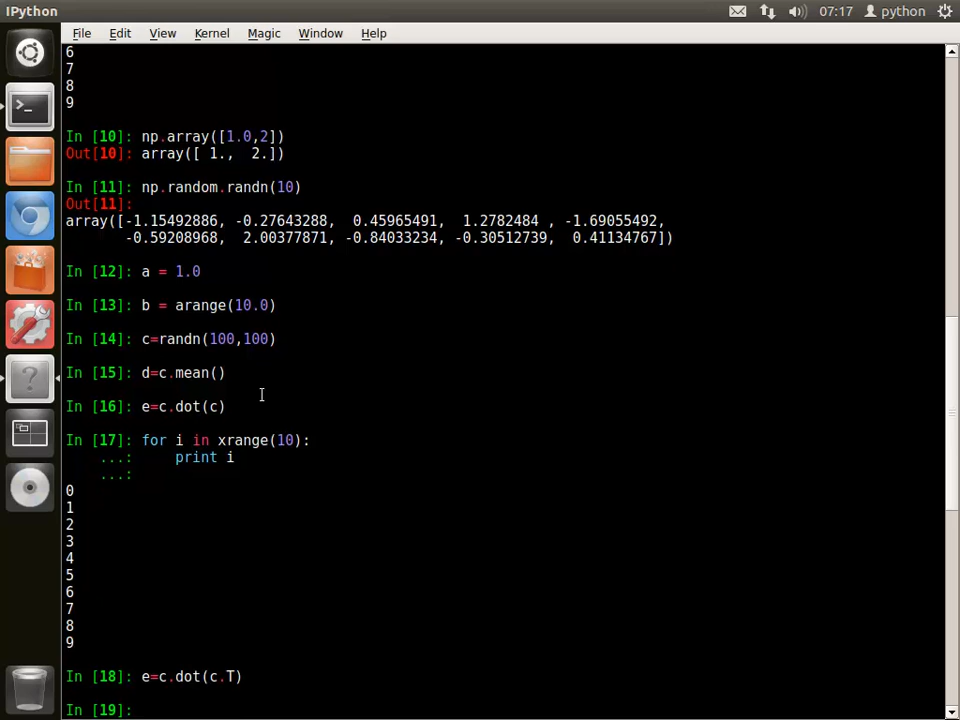 IPython
07:17
python
File Edit View Kernel Magic Window Help
6
7
8
9
In [10]: np.array([1.0,2])
Out[10]: array([ 1.,  2.])
In [11]: np.random.randn(10)
Out[11]:
array([-1.15492886, -0.27643288,  0.45965491,  1.2782484 , -1.69055492,
       -0.59208968,  2.00377871, -0.84033234, -0.30512739,  0.41134767])
In [12]: a = 1.0
In [13]: b = arange(10.0)
In [14]: c=randn(100,100)
In [15]: d=c.mean()
In [16]: e=c.dot(c)
In [17]: for i in xrange(10):
    ...:     print i
    ...:
0
1
2
3
4
5
6
7
8
9
In [18]: e=c.dot(c.T)
In [19]: